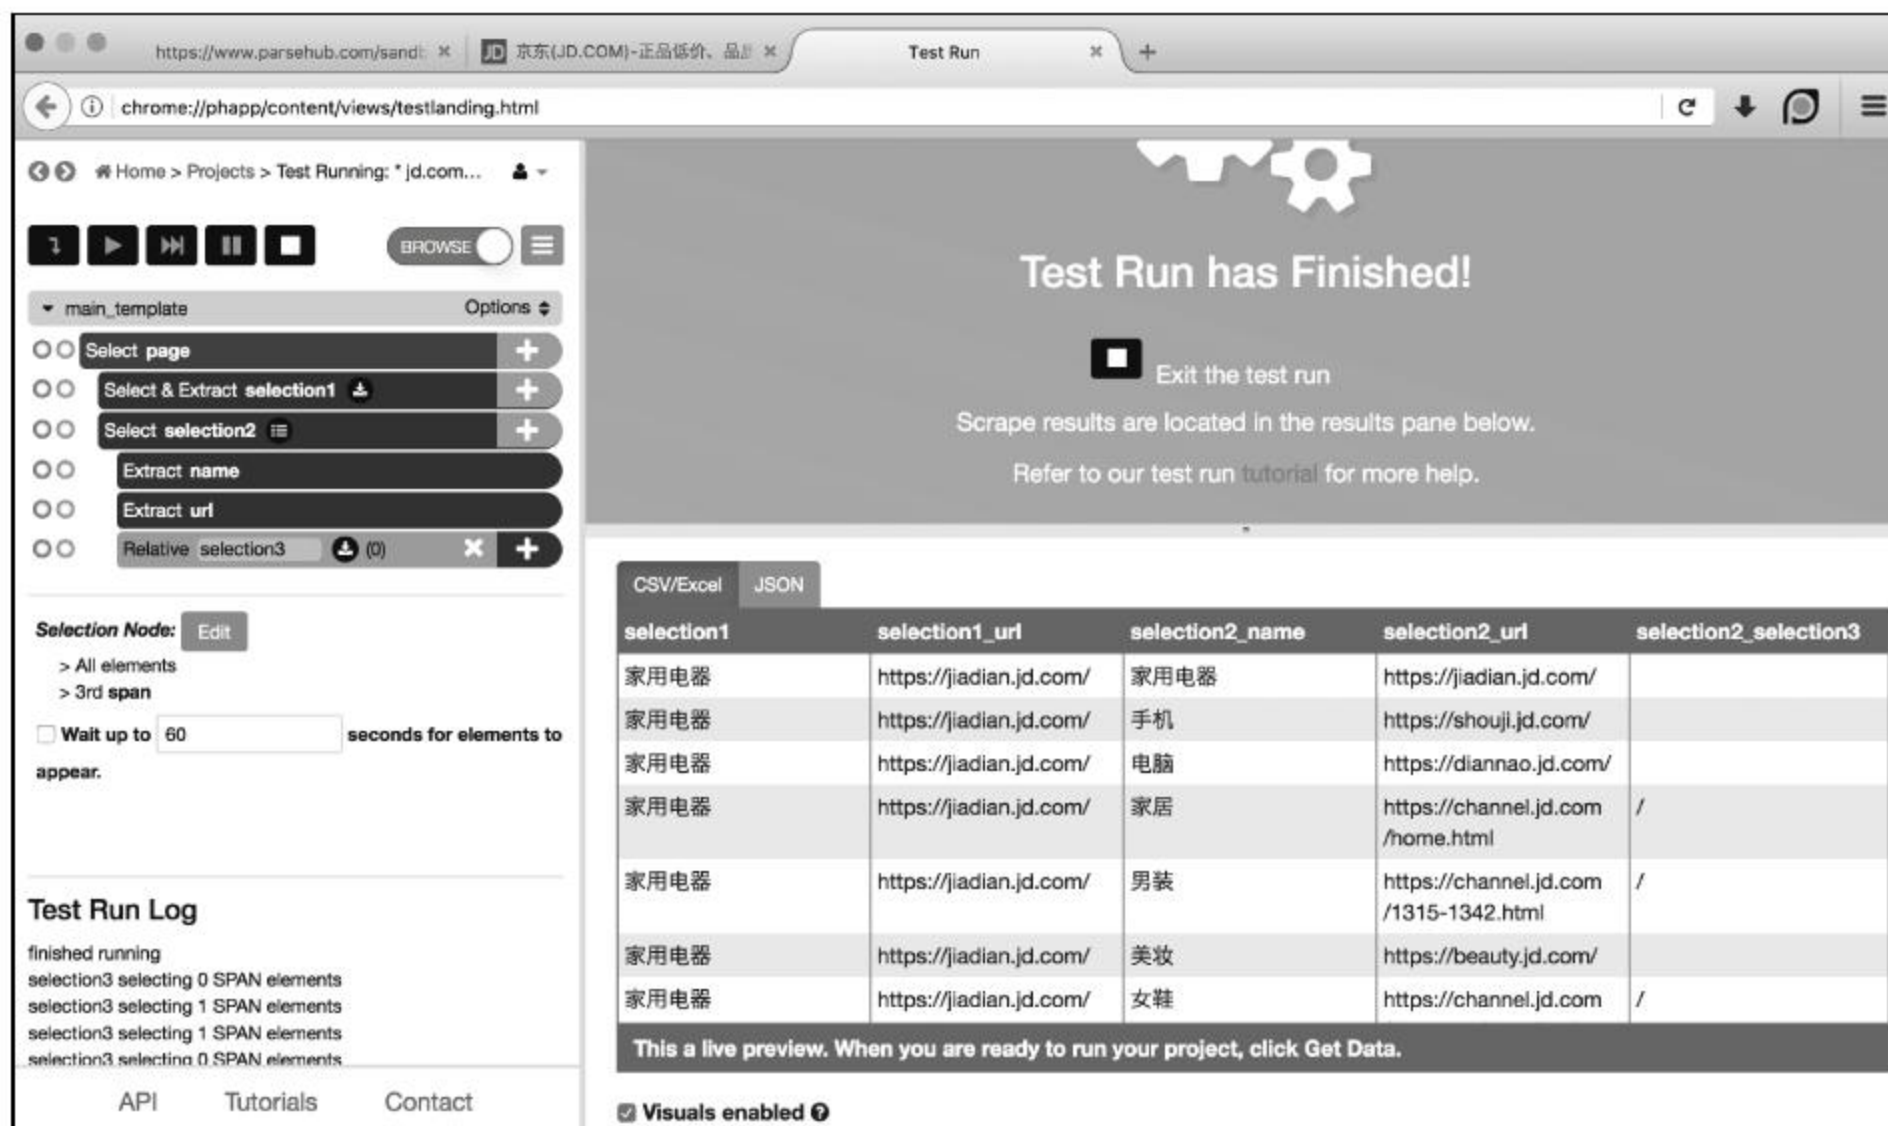 https://www.parsehub.com/sandb
JD 京东(JD.COM)-正品低价、品
Test Run
chrome://phapp/content/views/testlanding.html
Home > Projects > Test Running: * jd.com...
BROWSE
main_template Options
Select page
Select & Extract selection1
Select selection2
Extract name
Extract url
Relative selection3 (0)
Selection Node: Edit
> All elements
> 3rd span
Wait up to 60 seconds for elements to
appear.
Test Run Log
finished running
selection3 selecting 0 SPAN elements
selection3 selecting 1 SPAN elements
selection3 selecting 1 SPAN elements
selection3 selecting 0 SPAN elements
API Tutorials Contact
Test Run has Finished!
Exit the test run
Scrape results are located in the results pane below.
Refer to our test run tutorial for more help.
CSV/Excel JSON
selection1 selection1_url selection2_name selection2_url selection2_selection3
家用电器 https://jiadian.jd.com/ 家用电器 https://jiadian.jd.com/
家用电器 https://jiadian.jd.com/ 手机 https://shouji.jd.com/
家用电器 https://jiadian.jd.com/ 电脑 https://diannao.jd.com/
家用电器 https://jiadian.jd.com/ 家居 https://channel.jd.com /
/home.html
家用电器 https://jiadian.jd.com/ 男装 https://channel.jd.com /
/1315-1342.html
家用电器 https://jiadian.jd.com/ 美妆 https://beauty.jd.com/
家用电器 https://jiadian.jd.com/ 女鞋 https://channel.jd.com /
This a live preview. When you are ready to run your project, click Get Data.
Visuals enabled